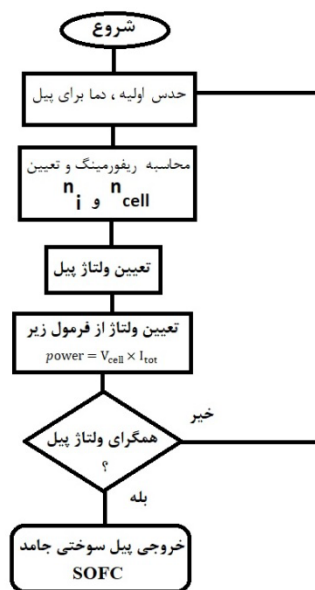 شروع
حدس اولیه ، دما برای پیل
محاسبه ریفورمینگ و تعیین
n_i و n_cell
تعیین ولتاژ پیل
تعیین ولتاژ از فرمول زیر
power = V_cell × I_tot
همگرای ولتاژ پیل
؟
خیر
بله
خروجی پیل سوختی جامد
SOFC